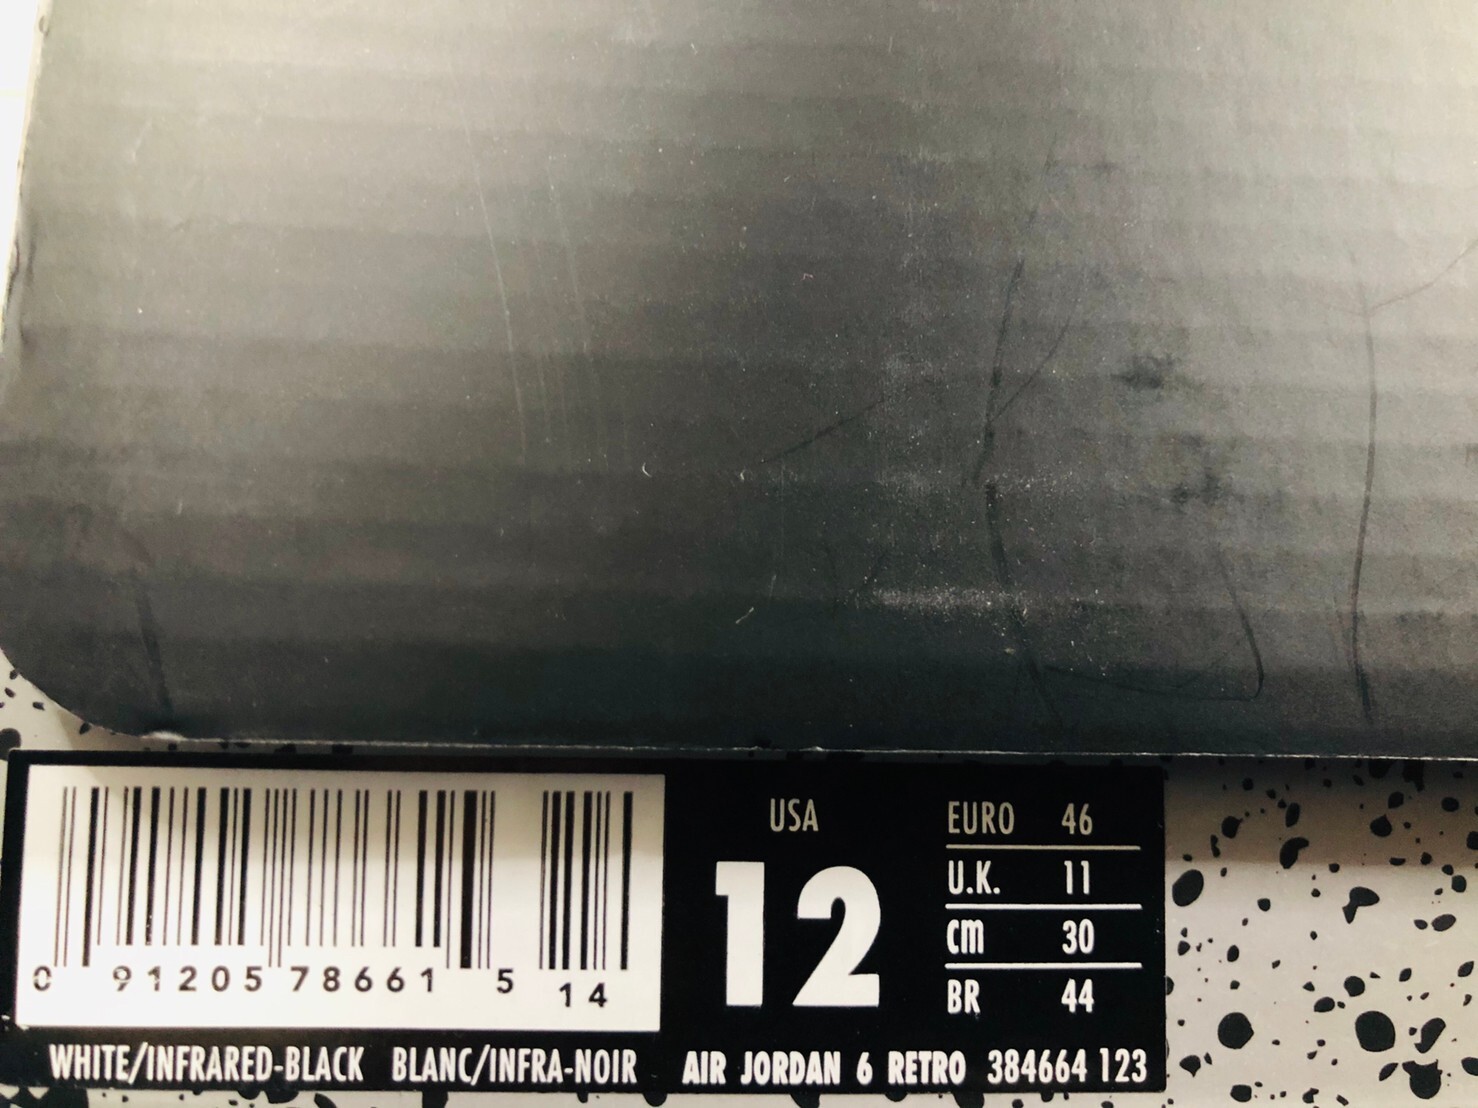 USA
12
EURO 46
U.K. 11
cm 30
BR 44
0 91205 78661 5 14
WHITE/INFRARED-BLACK BLANC/INFRA-NOIR AIR JORDAN 6 RETRO 384664 123